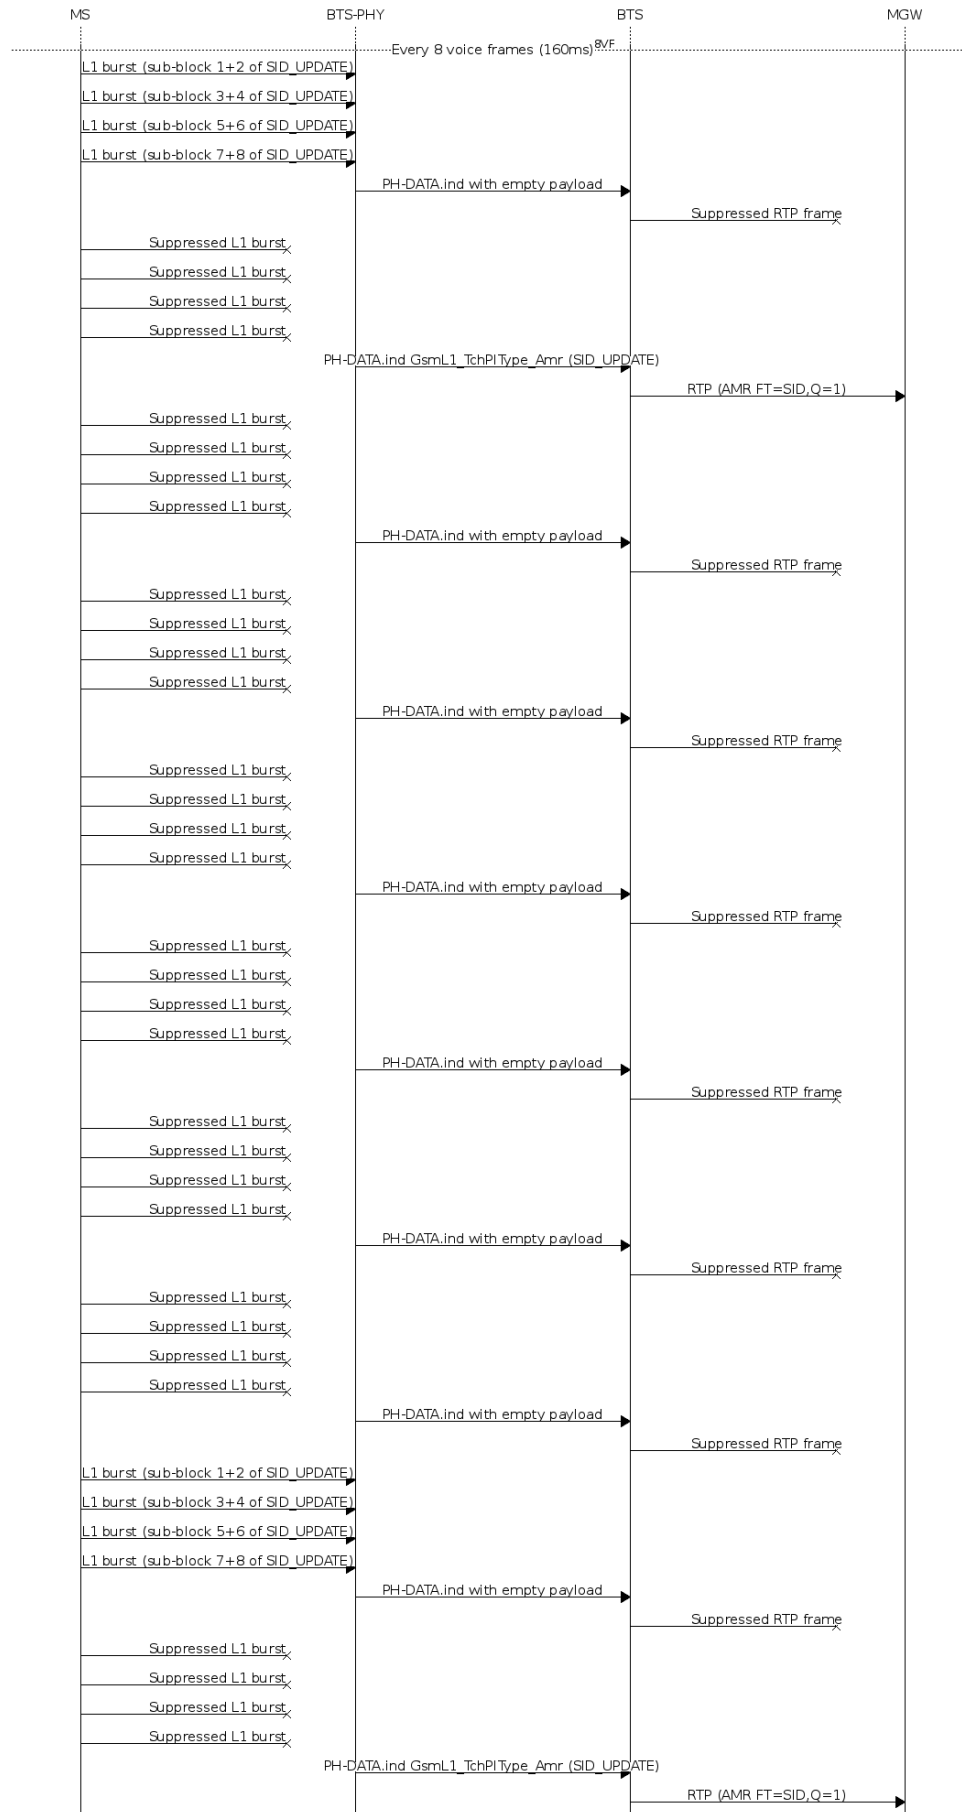 MS BTS-PHY BTS MGW
Every 8 voice frames (160ms)8VF
L1 burst (sub-block 1+2 of SID_UPDATE)
L1 burst (sub-block 3+4 of SID_UPDATE)
L1 burst (sub-block 5+6 of SID_UPDATE)
L1 burst (sub-block 7+8 of SID_UPDATE)
PH-DATA.ind with empty payload
Suppressed RTP frame
Suppressed L1 burst
Suppressed L1 burst
Suppressed L1 burst
Suppressed L1 burst
PH-DATA.ind GsmL1_TchPlType_Amr (SID_UPDATE)
RTP (AMR FT=SID,Q=1)
Suppressed L1 burst
Suppressed L1 burst
Suppressed L1 burst
Suppressed L1 burst
PH-DATA.ind with empty payload
Suppressed RTP frame
Suppressed L1 burst
Suppressed L1 burst
Suppressed L1 burst
Suppressed L1 burst
PH-DATA.ind with empty payload
Suppressed RTP frame
Suppressed L1 burst
Suppressed L1 burst
Suppressed L1 burst
Suppressed L1 burst
PH-DATA.ind with empty payload
Suppressed RTP frame
Suppressed L1 burst
Suppressed L1 burst
Suppressed L1 burst
Suppressed L1 burst
PH-DATA.ind with empty payload
Suppressed RTP frame
Suppressed L1 burst
Suppressed L1 burst
Suppressed L1 burst
Suppressed L1 burst
PH-DATA.ind with empty payload
Suppressed RTP frame
Suppressed L1 burst
Suppressed L1 burst
Suppressed L1 burst
Suppressed L1 burst
PH-DATA.ind with empty payload
Suppressed RTP frame
L1 burst (sub-block 1+2 of SID_UPDATE)
L1 burst (sub-block 3+4 of SID_UPDATE)
L1 burst (sub-block 5+6 of SID_UPDATE)
L1 burst (sub-block 7+8 of SID_UPDATE)
PH-DATA.ind with empty payload
Suppressed RTP frame
Suppressed L1 burst
Suppressed L1 burst
Suppressed L1 burst
Suppressed L1 burst
PH-DATA.ind GsmL1_TchPlType_Amr (SID_UPDATE)
RTP (AMR FT=SID,Q=1)